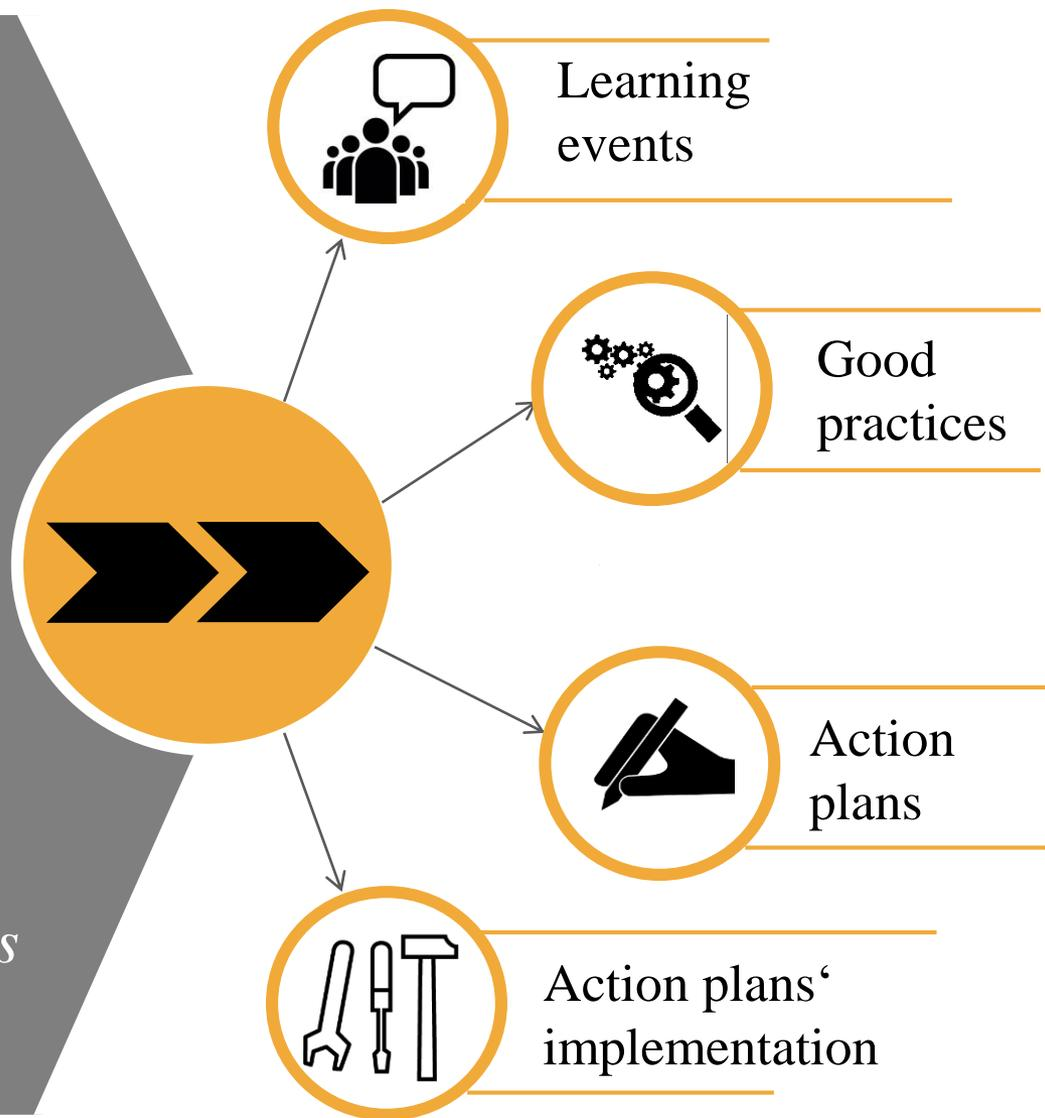 Learning
events
Good
practices
Action
plans
s
Action plans‘
implementation